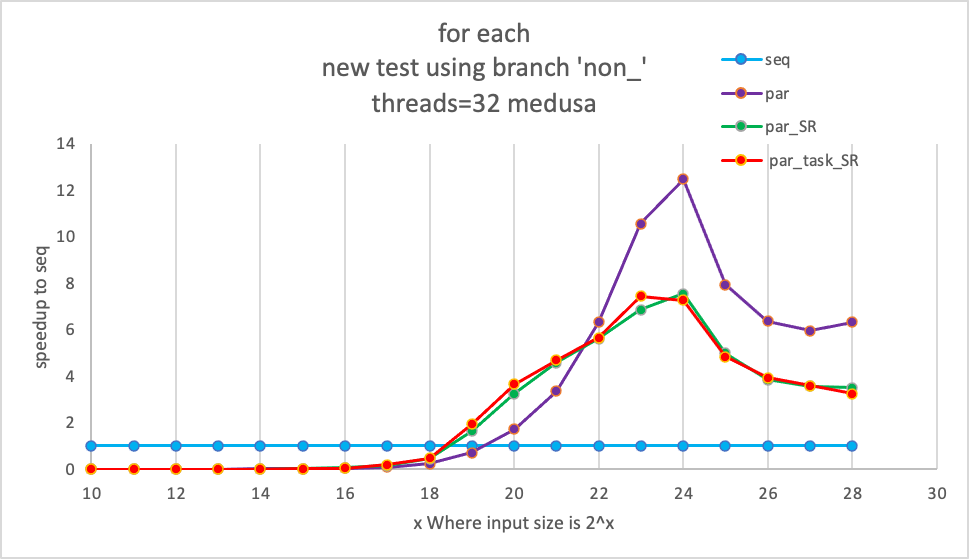 for each
new test using branch 'non_'
threads=32 medusa
seq
par
par_SR
par_task_SR
14
12
10
8
6
4
2
0
speedup to seq
10 12 14 16 18 20 22 24 26 28 30
x Where input size is 2^x